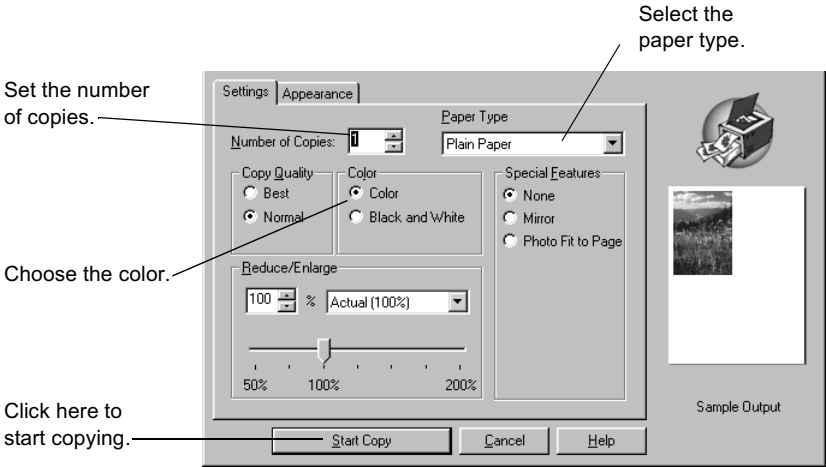 Select the
paper type.
Set the number
of copies.
Settings
Appearance
Number of Copies:
1
Paper Type
Plain Paper
Copy Quality
Best
Normal
Color
Color
Black and White
Special Features
None
Mirror
Photo Fit to Page
Choose the color.
Reduce/Enlarge
100 % Actual (100%)
50% 100% 200%
Sample Output
Click here to
start copying.
Start Copy
Cancel
Help